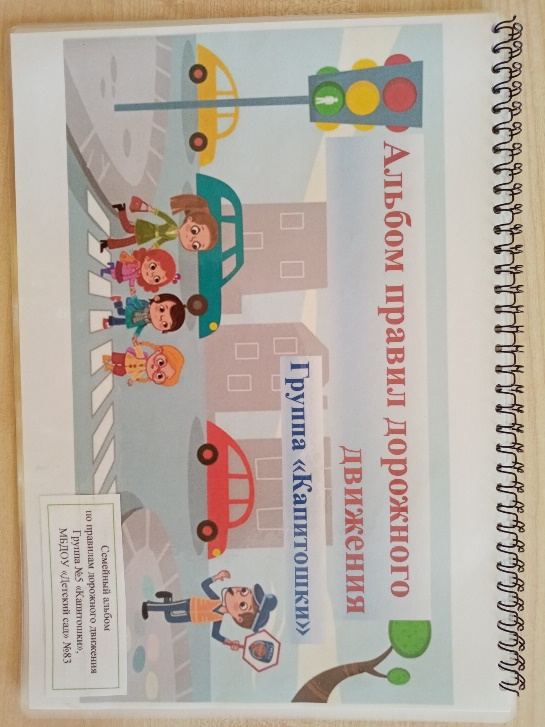 Альбом правил дорожного
движения
Группа «Капитошки»
Семейный альбом
по правилам дорожного движения
Группа №5 «Капитошки»,
МБДОУ «Детский сад» №83